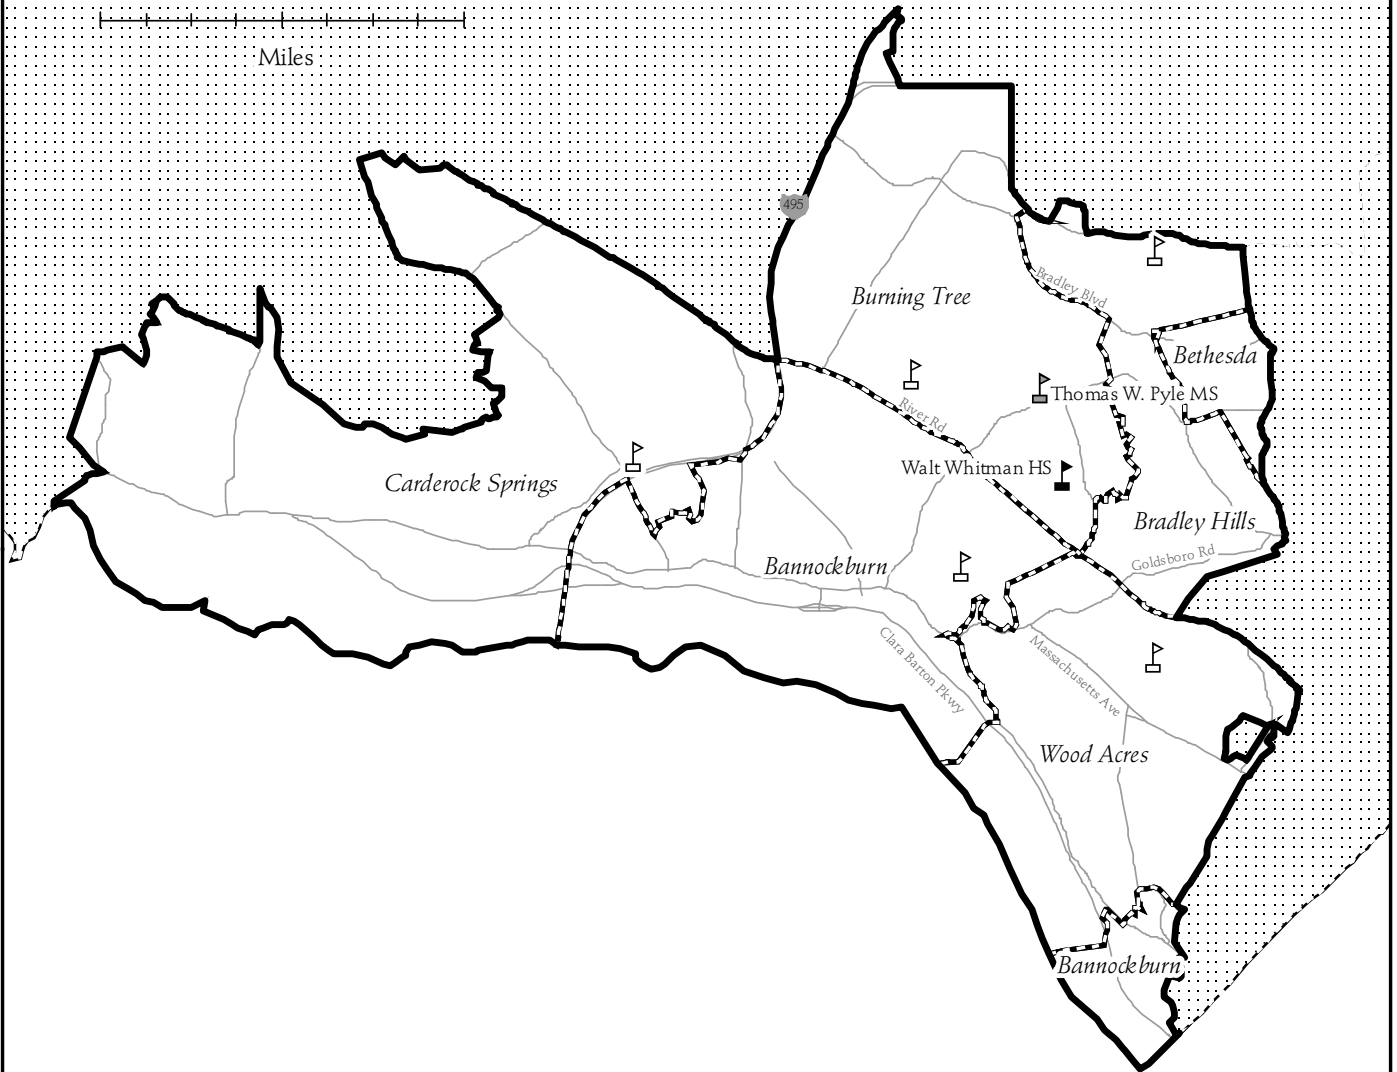 Miles
495
Burning Tree
Bradley Blvd
Bethesda
Thomas W. Pyle MS
River Rd
Walt Whitman HS
Carderock Springs
Bradley Hills
Goldsboro Rd
Bannockburn
Clara Barton Pkwy
Massachusetts Ave
Wood Acres
Bannockburn